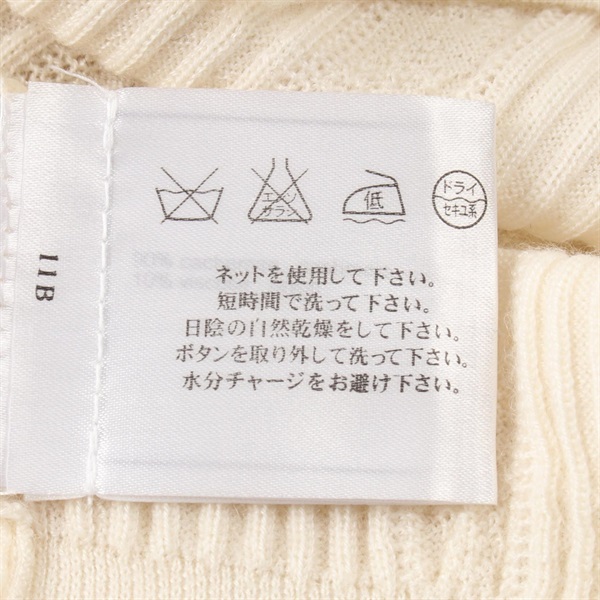 エンソ
サラシ
低
ドライ
セキユ系
ネットを使用して下さい。
短時間で洗って下さい。
日陰の自然乾燥をして下さい。
ボタンを取り外して洗って下さい。
水分チャージをお避け下さい。
11B